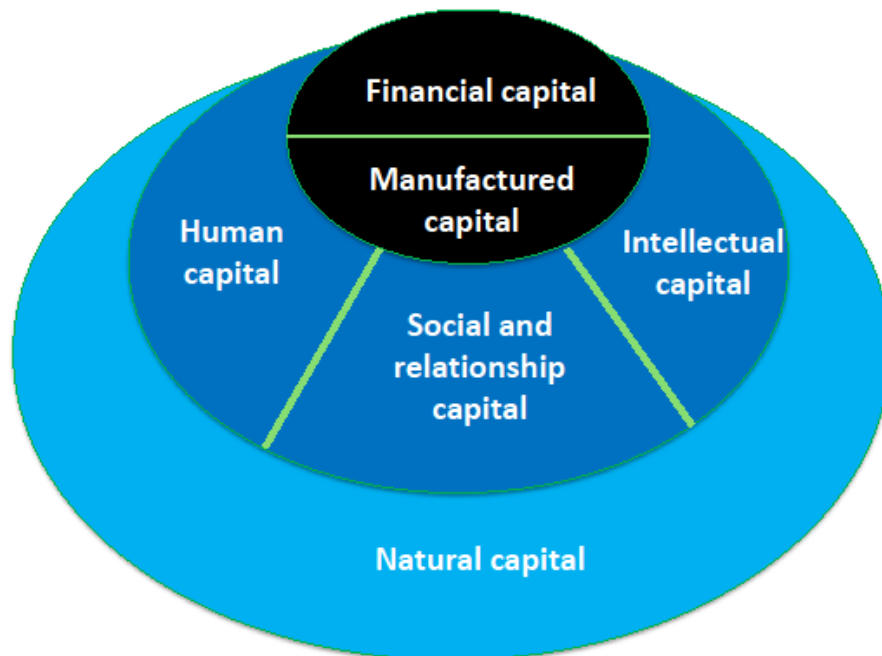 Financial capital
Manufactured
capital
Human
capital
Social and
relationship
capital
Intellectual
capital
Natural capital